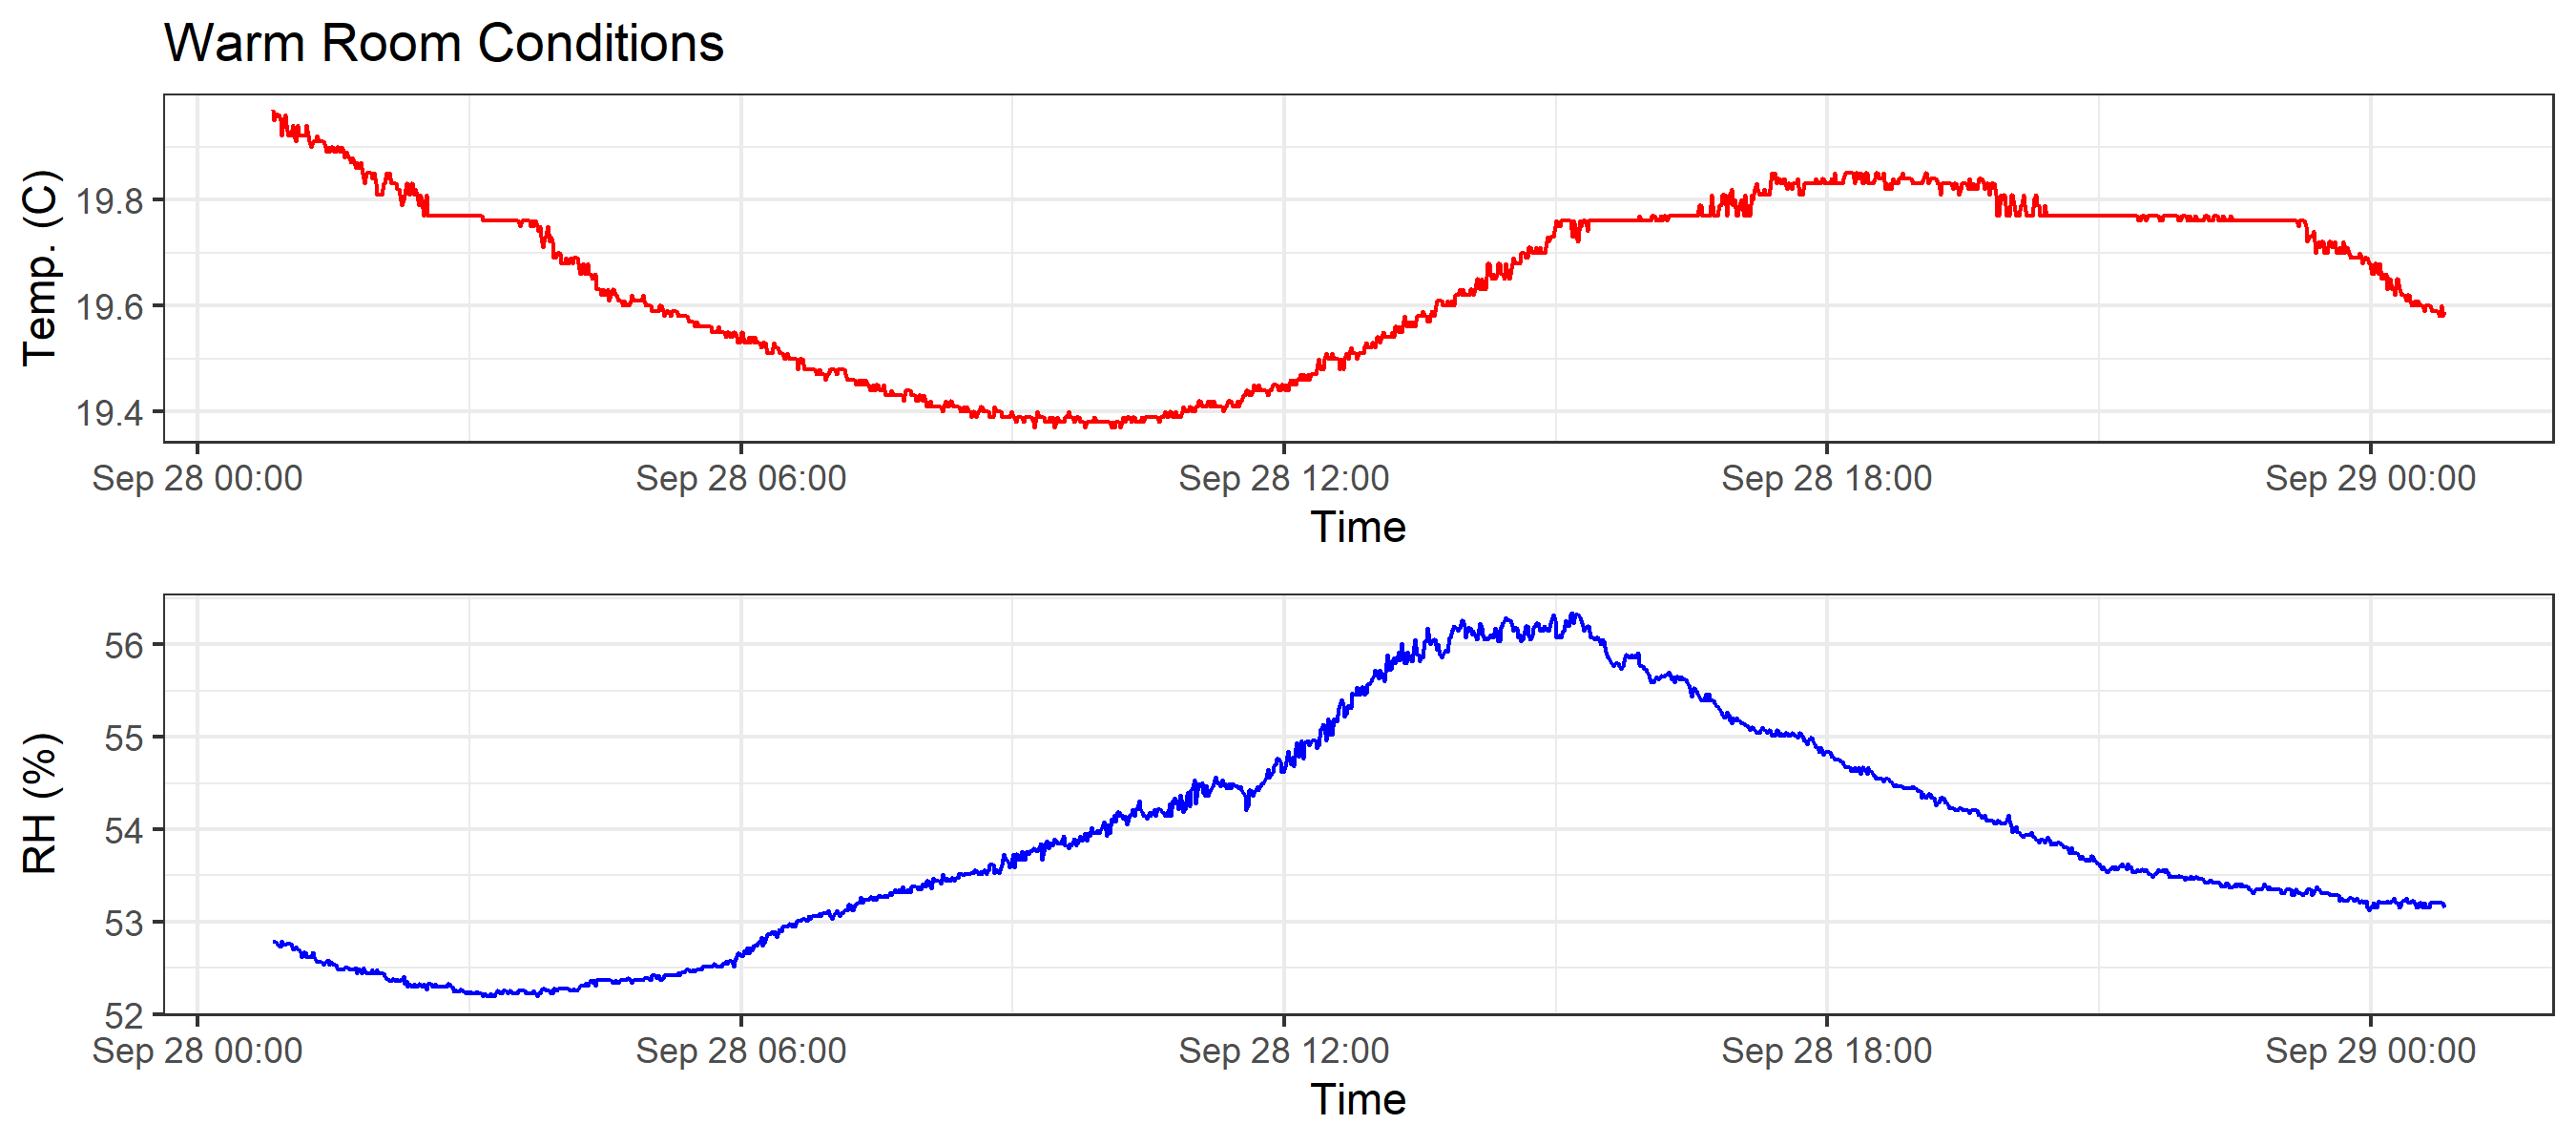 Warm Room Conditions
Temp. (C)
19.8
19.6
19.4
Sep 28 00:00 Sep 28 06:00 Sep 28 12:00 Sep 28 18:00 Sep 29 00:00
Time
RH (%)
56
55
54
53
52
Sep 28 00:00 Sep 28 06:00 Sep 28 12:00 Sep 28 18:00 Sep 29 00:00
Time